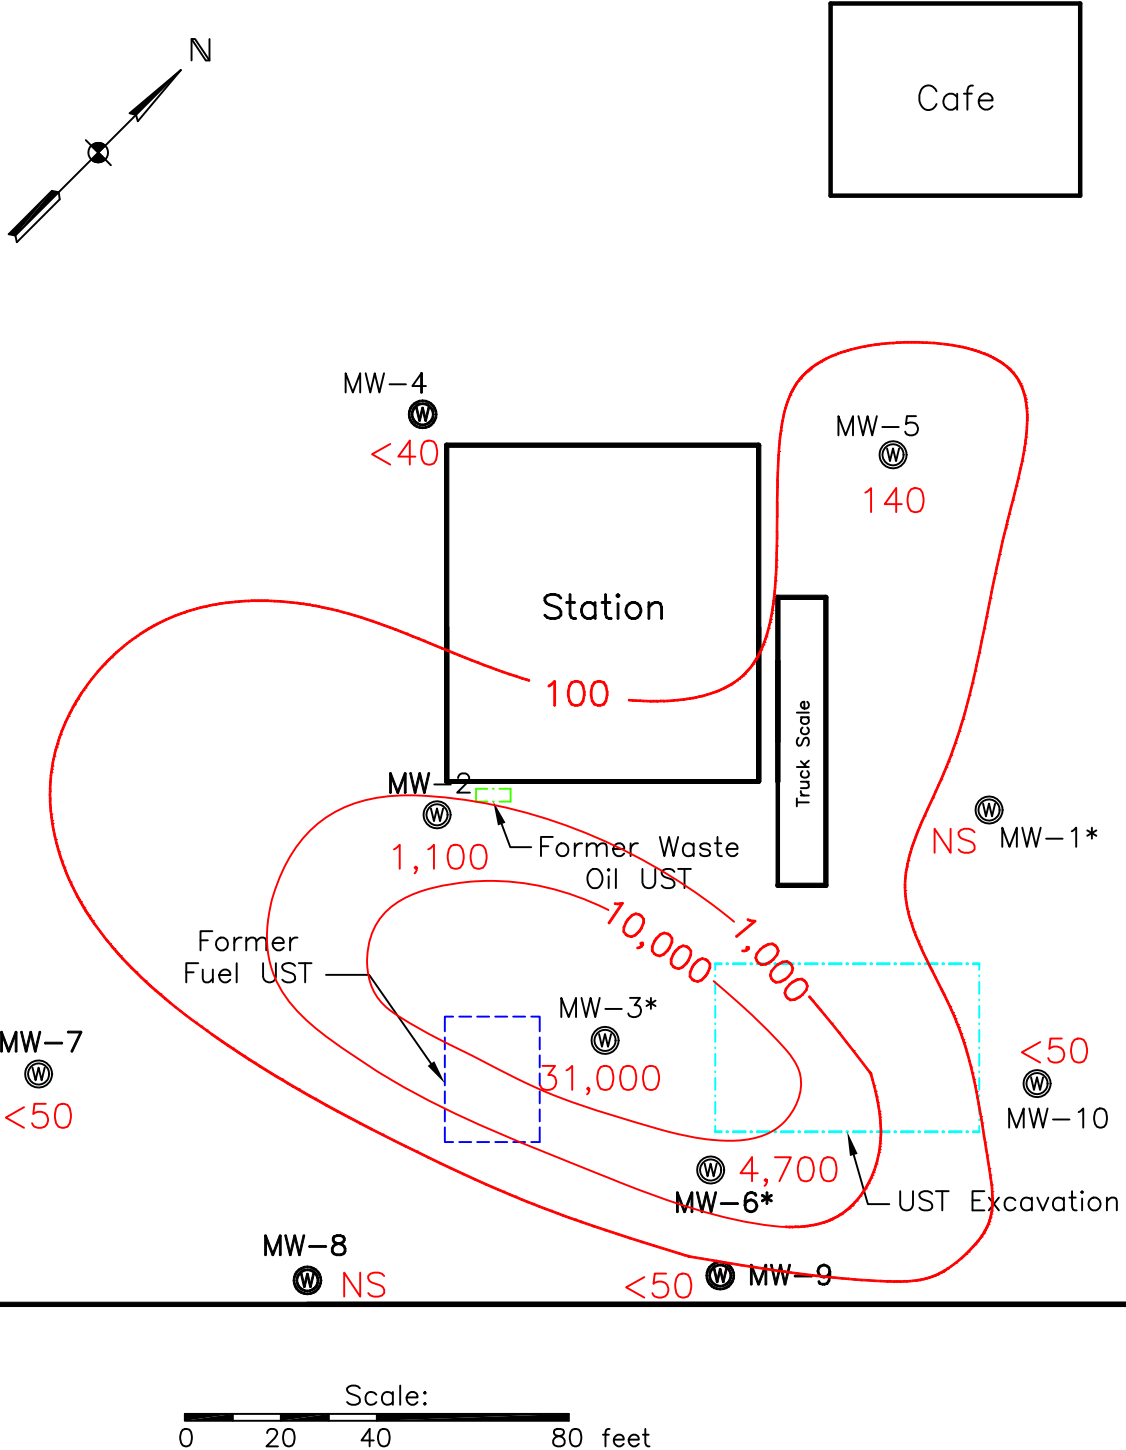 N
Cafe
MW-4
<40
MW-5
140
Station
100
Truck Scale
MW-2
1,100
Former Waste
Oil UST
NS
MW-1*
10,000
1,000
Former
Fuel UST
MW-3*
31,000
MW-7
<50
<50
MW-10
4,700
MW-6*
UST Excavation
MW-8
NS
<50
MW-9
Scale:
0 20 40 80 feet
W
W
W
W
W
W
W
W
W
W